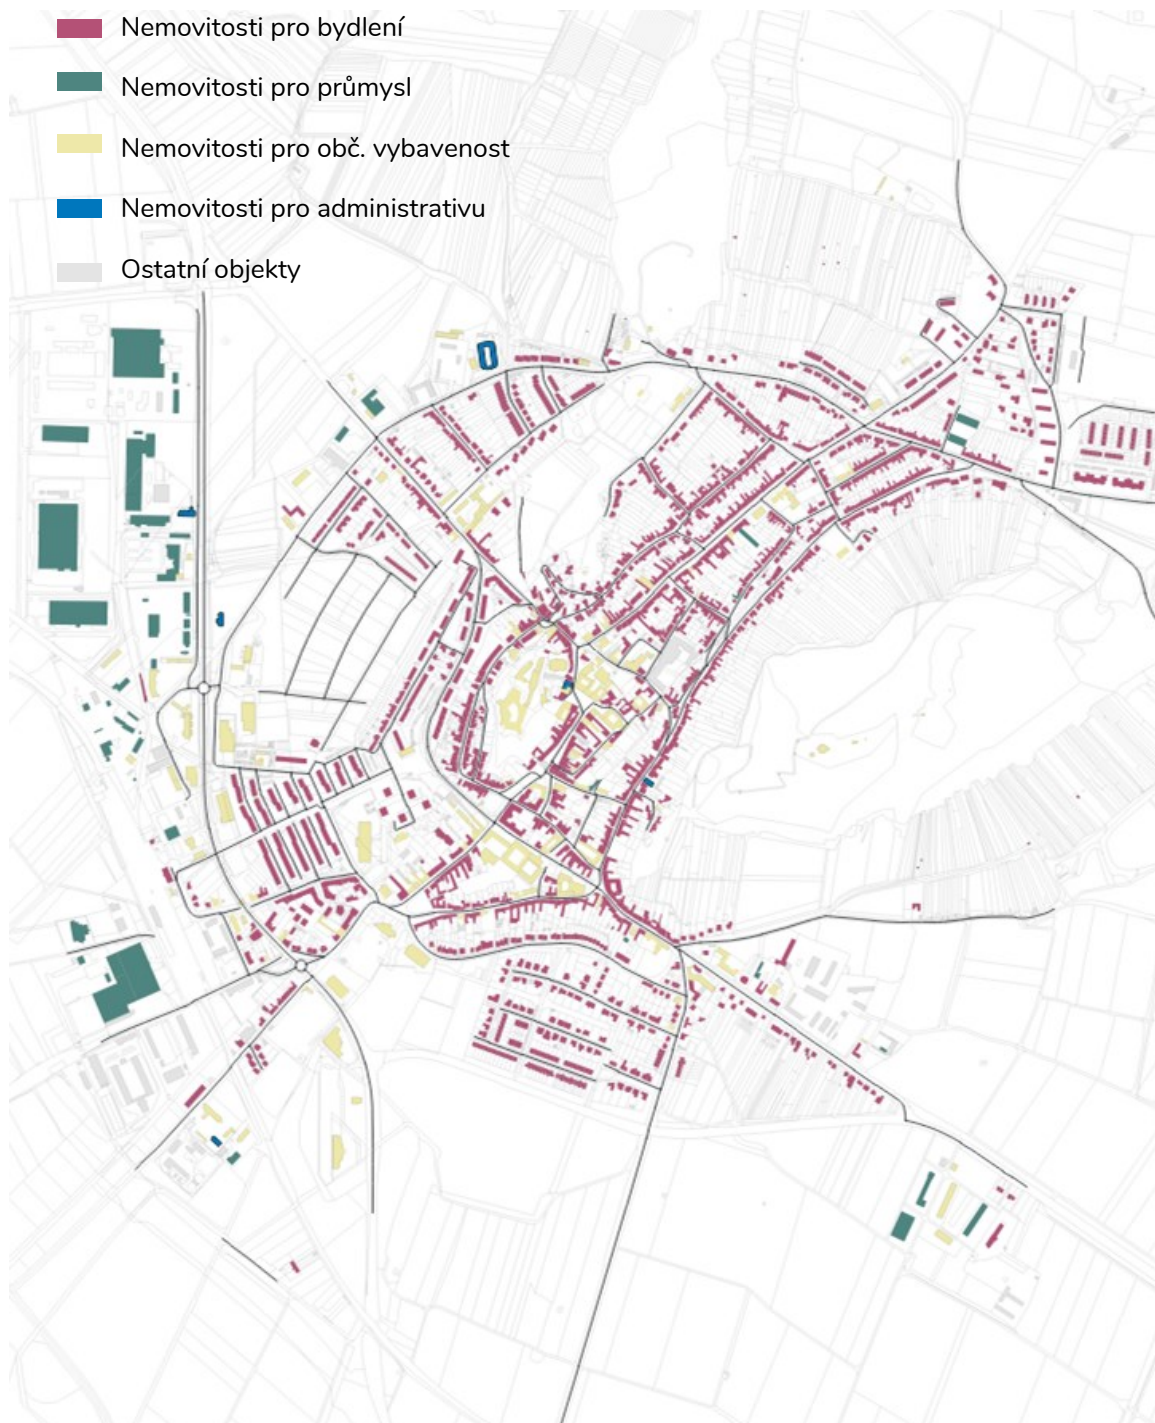 Nemovitosti pro bydlení
Nemovitosti pro průmysl
Nemovitosti pro obč. vybavenost
Nemovitosti pro administrativu
Ostatní objekty